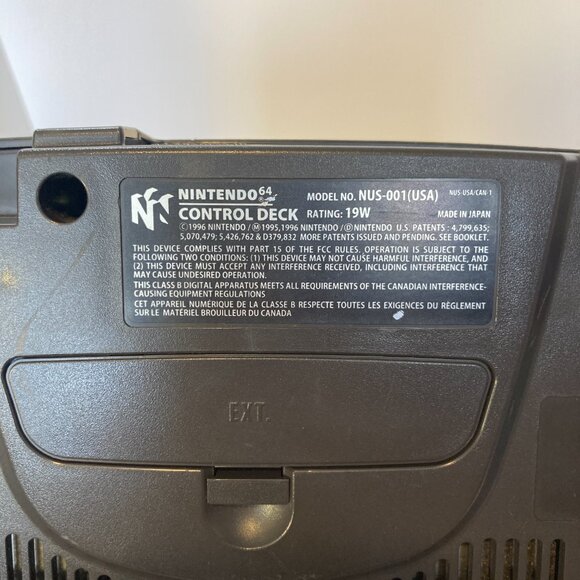 NINTENDO 64
CONTROL DECK
MODEL NO. NUS-001(USA)
NUS-USA/CAN-1
RATING: 19W
MADE IN JAPAN
©1996 NINTENDO/Ⓜ1995,1996 NINTENDO/Ⓓ NINTENDO U.S. PATENTS : 4,799,635;
5,070,479; 5,426,762 & D379,832 MORE PATENTS ISSUED AND PENDING. SEE BOOKLET.
THIS DEVICE COMPLIES WITH PART 15 OF THE FCC RULES. OPERATION IS SUBJECT TO THE
FOLLOWING TWO CONDITIONS: (1) THIS DEVICE MAY NOT CAUSE HARMFUL INTERFERENCE, AND
(2) THIS DEVICE MUST ACCEPT ANY INTERFERENCE RECEIVED, INCLUDING INTERFERENCE THAT
MAY CAUSE UNDESIRED OPERATION.
THIS CLASS B DIGITAL APPARATUS MEETS ALL REQUIREMENTS OF THE CANADIAN INTERFERENCE-
CAUSING EQUIPMENT REGULATIONS
CET APPAREIL NUMÉRIQUE DE LA CLASSE B RESPECTE TOUTES LES EXIGENCES DU RÈGLEMENT
SUR LE MATÉRIEL BROUILLEUR DU CANADA
EXT.